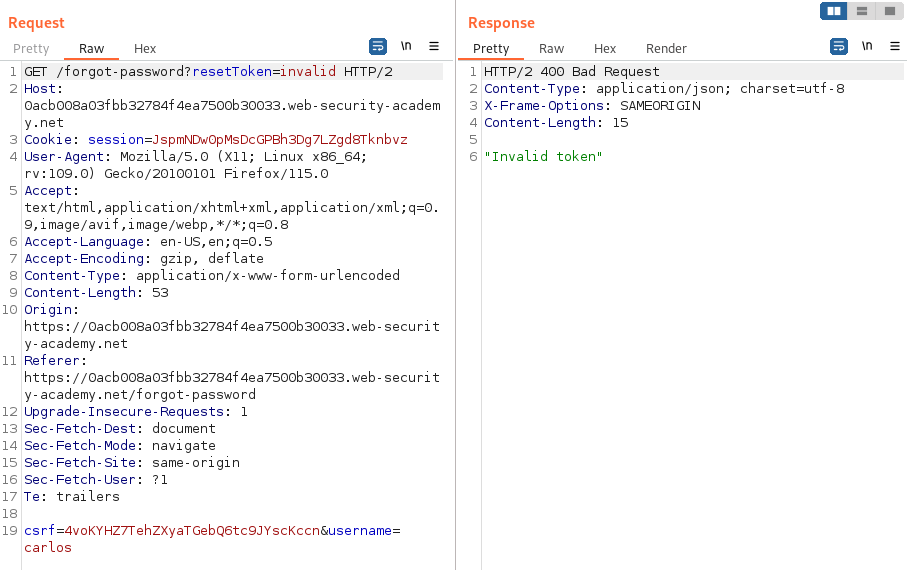 Request
Pretty Raw Hex \n
1 GET /forgot-password?resetToken=invalid HTTP/2
2 Host:
0acb008a03fbb32784f4ea7500b30033.web-security-academ
y.net
3 Cookie: session=JspmNDw0pMsDcGPBh3Dg7LZgd8Tknbvz
4 User-Agent: Mozilla/5.0 (X11; Linux x86_64;
rv:109.0) Gecko/20100101 Firefox/115.0
5 Accept:
text/html,application/xhtml+xml,application/xml;q=0.
9,image/avif,image/webp,*/*;q=0.8
6 Accept-Language: en-US,en;q=0.5
7 Accept-Encoding: gzip, deflate
8 Content-Type: application/x-www-form-urlencoded
9 Content-Length: 53
10 Origin:
https://0acb008a03fbb32784f4ea7500b30033.web-securit
y-academy.net
11 Referer:
https://0acb008a03fbb32784f4ea7500b30033.web-securit
y-academy.net/forgot-password
12 Upgrade-Insecure-Requests: 1
13 Sec-Fetch-Dest: document
14 Sec-Fetch-Mode: navigate
15 Sec-Fetch-Site: same-origin
16 Sec-Fetch-User: ?1
17 Te: trailers
18
19 csrf=4voKYHZ7TehZXyaTGebQ6tc9JYscKccn&username=
carlos
Response
Pretty Raw Hex Render \n
1 HTTP/2 400 Bad Request
2 Content-Type: application/json; charset=utf-8
3 X-Frame-Options: SAMEORIGIN
4 Content-Length: 15
5
6 "Invalid token"